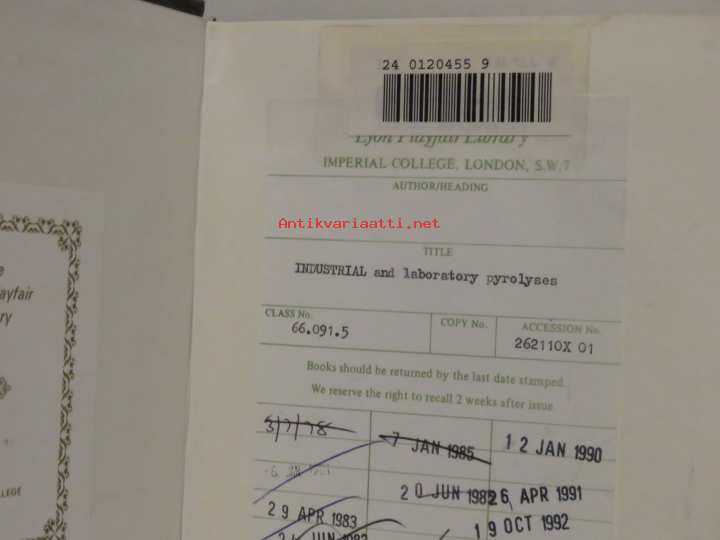 24 0120455 9
Lyon Playfair Library
IMPERIAL COLLEGE, LONDON, S.W.7
AUTHOR/HEADING
Antikvariaatti.net
TITLE
INDUSTRIAL and laboratory pyrolyses
CLASS No.
66.091.5
COPY No.
ACCESSION No.
262110X 01
Books should be returned by the last date stamped.
We reserve the right to recall 2 weeks after issue.
3/7/78
7 JAN 1985
12 JAN 1990
20 JUN 1989
26 APR 1991
29 APR 1983
19 OCT 1992
ayfair
ry
LLEGE